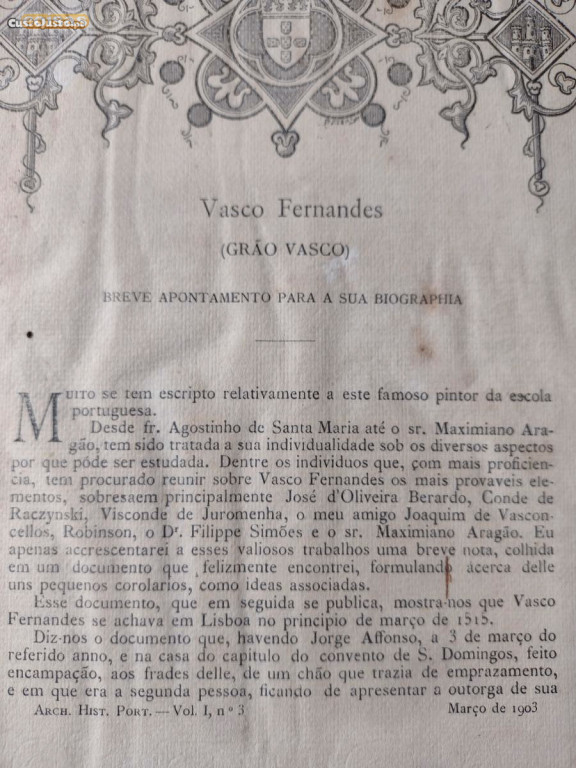 CustoJusto.pt
Vasco Fernandes
(GRÃO VASCO)
BREVE APONTAMENTO PARA A SUA BIOGRAPHIA
MUITO se tem escripto relativamente a este famoso pintor da escola
portuguesa.
Desde fr. Agostinho de Santa Maria até o sr. Maximiano Ara-
gão, tem sido tratada a sua individualidade sob os diversos aspectos
por que póde ser estudada. Dentre os individuos que, com mais proficien-
cia, tem procurado reunir sobre Vasco Fernandes os mais provaveis ele-
mentos, sobresaem principalmente José d'Oliveira Berardo, Conde de
Raczynski, Visconde de Juromenha, o meu amigo Joaquim de Vascon-
cellos, Robinson, o Dr. Filippe Simões e o sr. Maximiano Aragão. Eu
apenas accrescentarei a esses valiosos trabalhos uma breve nota, colhida
em um documento que felizmente encontrei, formulando ácerca delle
uns pequenos corolarios, como ideas associadas.
Esse documento, que em seguida se publica, mostra-nos que Vasco
Fernandes se achava em Lisboa no principio de março de 1515.
Diz-nos o documento que, havendo Jorge Affonso, a 3 de março do
referido anno, e na casa do capitulo do convento de S. Domingos, feito
encampação, aos frades delle, de um chão que trazia de emprazamento,
e em que era a segunda pessoa, ficando de apresentar a outorga de sua
ARCH. HIST. PORT. — Vol. I, nº 3
Março de 1903